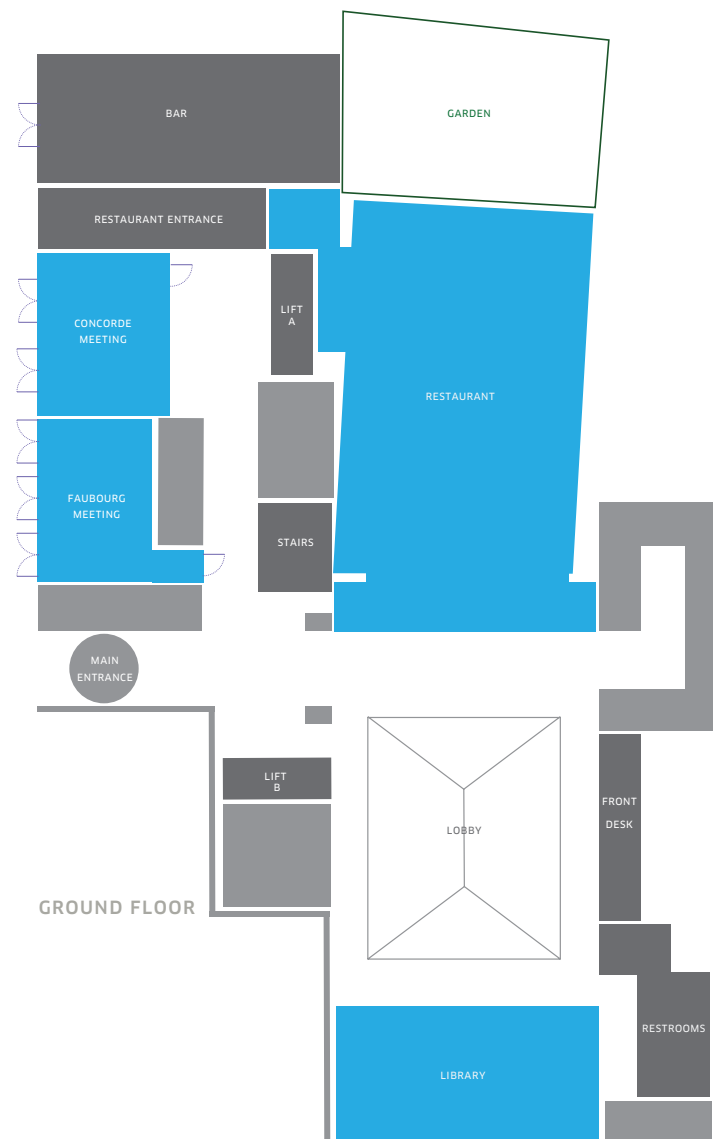 BAR
GARDEN
RESTAURANT ENTRANCE
LIFT
A
CONCORDE
MEETING
RESTAURANT
FAUBOURG
MEETING
STAIRS
MAIN
ENTRANCE
LIFT
B
FRONT
DESK
LOBBY
GROUND FLOOR
RESTROOMS
LIBRARY